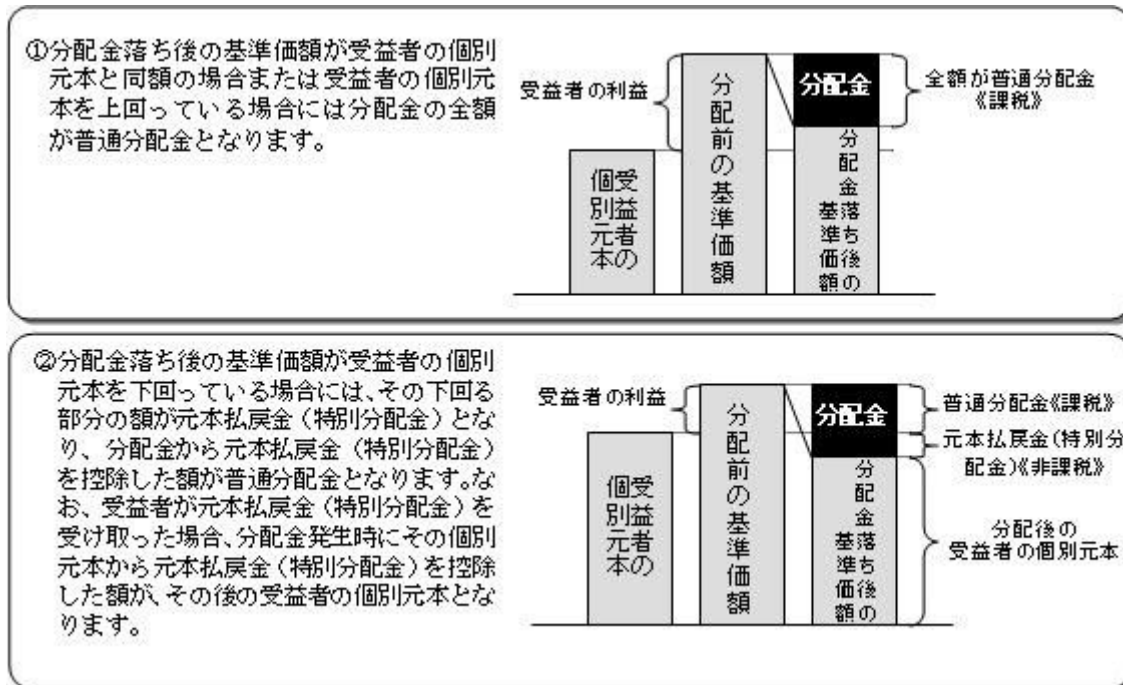 ①分配金落ち後の基準価額が受益者の個別
元本と同額の場合または受益者の個別元
本を上回っている場合には分配金の全額
が普通分配金となります。
受益者の利益
受益者の
個別元本
分配前の基準価額
分配金
分配金落ち後の
基準価額
全額が普通分配金
《課税》
②分配金落ち後の基準価額が受益者の個別
元本を下回っている場合には、その下回る
部分の額が元本払戻金（特別分配金）とな
り、分配金から元本払戻金（特別分配金）
を控除した額が普通分配金となります。な
お、受益者が元本払戻金（特別分配金）を
受け取った場合、分配金発生時にその個別
元本から元本払戻金（特別分配金）を控除
した額が、その後の受益者の個別元本とな
ります。
受益者の利益
受益者の
個別元本
分配前の基準価額
分配金
分配金落ち後の
基準価額
普通分配金《課税》
元本払戻金（特別分
配金）《非課税》
分配後の
受益者の個別元本